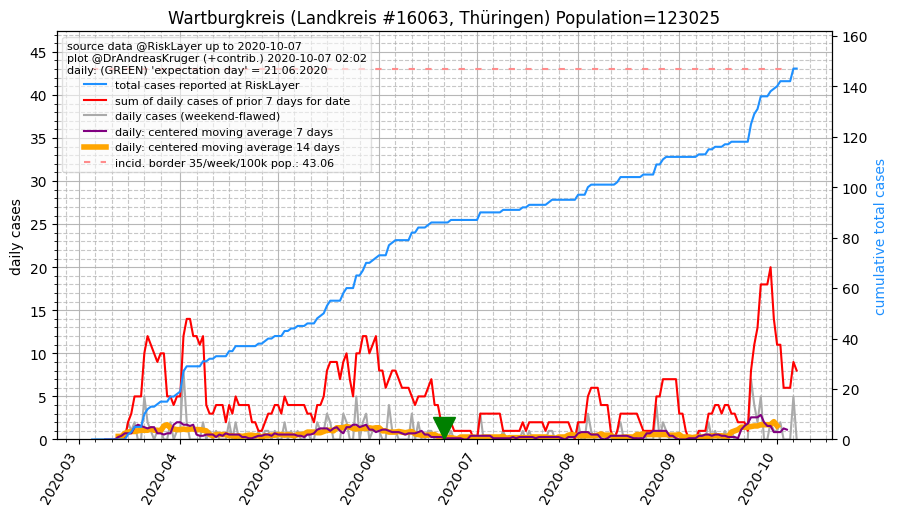 Wartburgkreis (Landkreis #16063, Thüringen) Population=123025
source data @RiskLayer up to 2020-10-07
plot @DrAndreasKruger (+contrib.) 2020-10-07 02:02
daily: (GREEN) 'expectation day' = 21.06.2020
total cases reported at RiskLayer
sum of daily cases of prior 7 days for date
daily cases (weekend-flawed)
daily: centered moving average 7 days
daily: centered moving average 14 days
incid. border 35/week/100k pop.: 43.06
daily cases
45
40
35
30
25
20
15
10
5
0
160
140
120
100
80
60
40
20
0
cumulative total cases
2020-03
2020-04
2020-05
2020-06
2020-07
2020-08
2020-09
2020-10